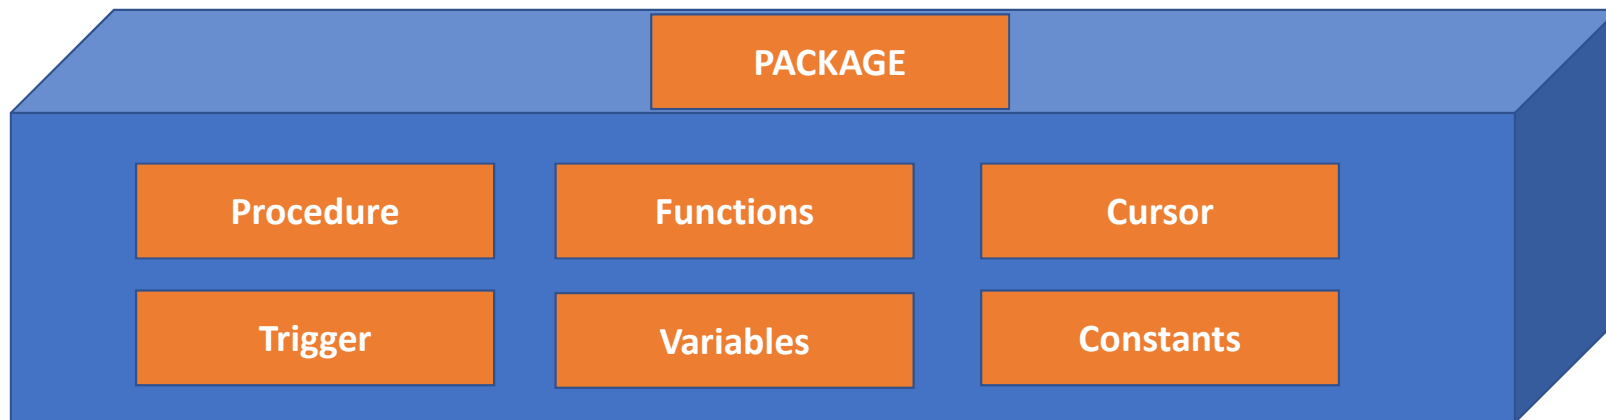 PACKAGE
Procedure
Functions
Cursor
Trigger
Variables
Constants